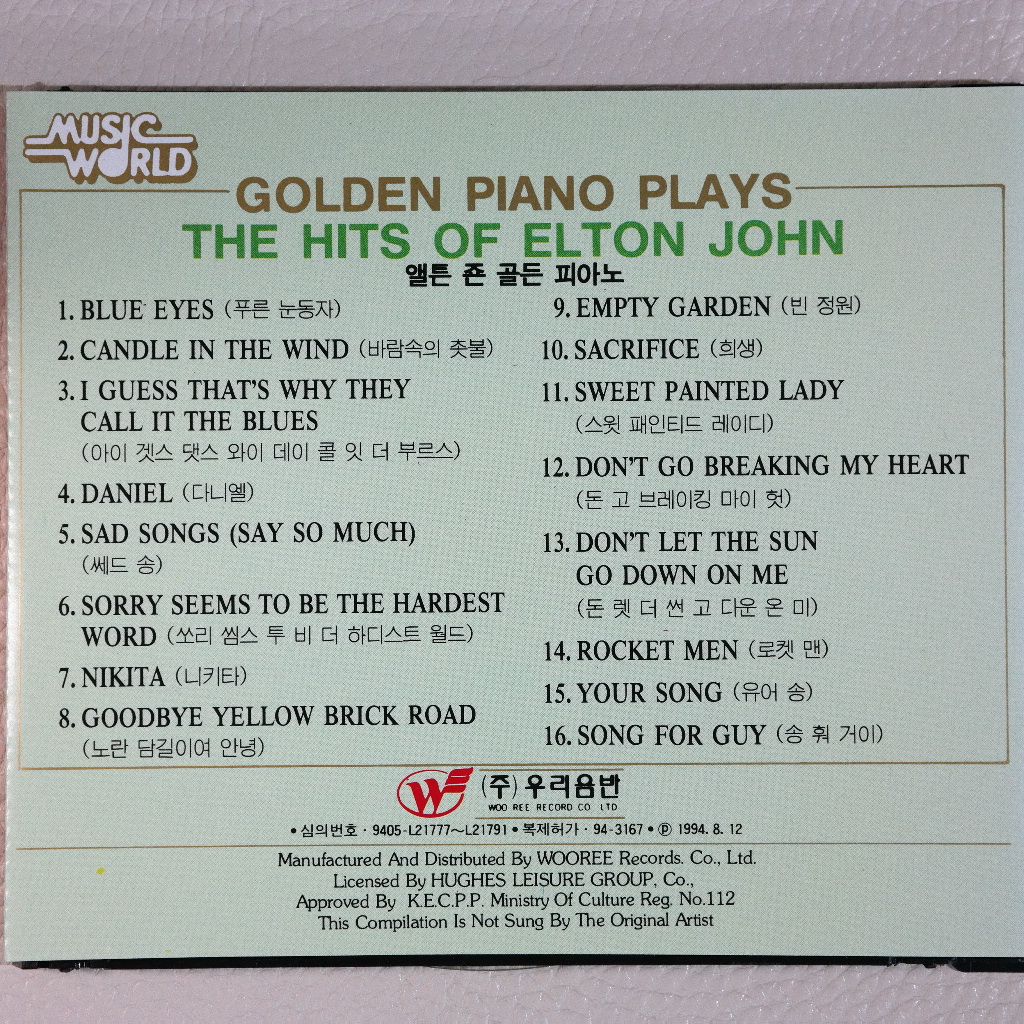 MUSIC
WORLD
GOLDEN PIANO PLAYS
THE HITS OF ELTON JOHN
앨튼 죤 골든 피아노
1. BLUE EYES (푸른 눈동자)
2. CANDLE IN THE WIND (바람속의 촛불)
3. I GUESS THAT'S WHY THEY
CALL IT THE BLUES
(아이 겟스 댓스 와이 데이 콜 잇 더 부르스)
4. DANIEL (다니엘)
5. SAD SONGS (SAY SO MUCH)
(쎄드 송)
6. SORRY SEEMS TO BE THE HARDEST
WORD (쏘리 씸스 투 비 더 하디스트 월드)
7. NIKITA (니키타)
8. GOODBYE YELLOW BRICK ROAD
(노란 담길이여 안녕)
9. EMPTY GARDEN (빈 정원)
10. SACRIFICE (희생)
11. SWEET PAINTED LADY
(스윗 패인티드 레이디)
12. DON'T GO BREAKING MY HEART
(돈 고 브레이킹 마이 헛)
13. DON'T LET THE SUN
GO DOWN ON ME
(돈 렛 더 썬 고 다운 온 미)
14. ROCKET MEN (로켓 맨)
15. YOUR SONG (유어 송)
16. SONG FOR GUY (송 훠 거이)
W (주) 우리음반
WOO REE RECORD CO LTD
• 심의번호 · 9405-L21777~L21791 • 복제허가 · 94-3167 • ℗ 1994. 8. 12
Manufactured And Distributed By WOOREE Records. Co., Ltd.
Licensed By HUGHES LEISURE GROUP, Co.,
Approved By K.E.C.P.P. Ministry Of Culture Reg. No.112
This Compilation Is Not Sung By The Original Artist